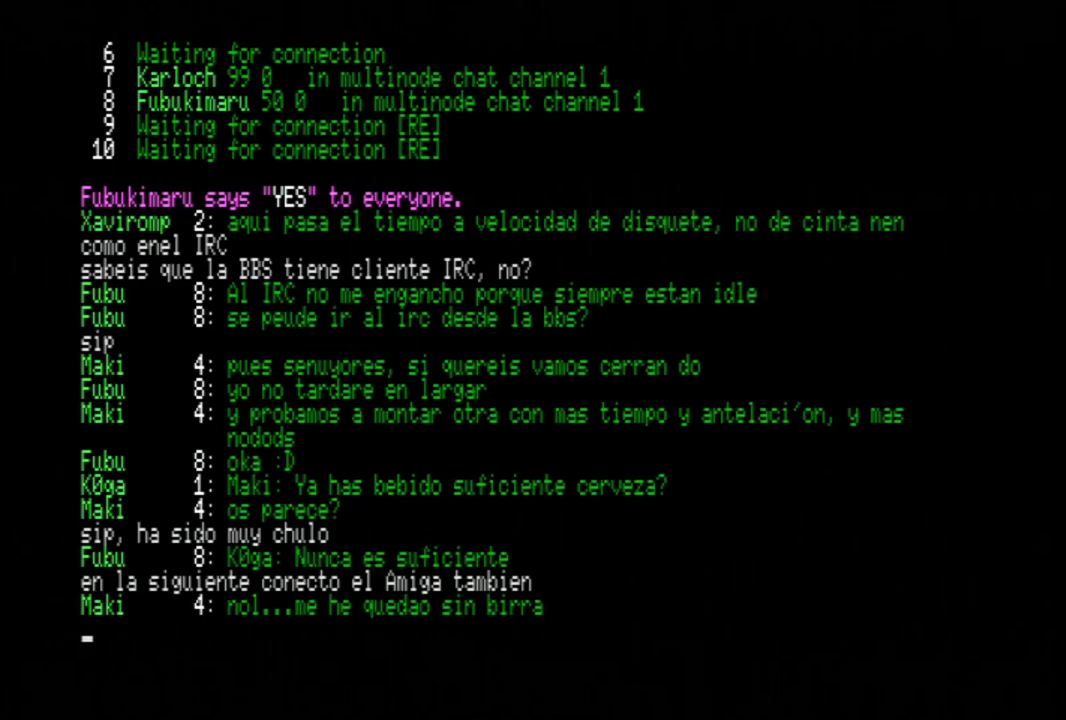 6 Waiting for connection
7 Karloch 99 0 in multinode chat channel 1
8 Fubukimaru 50 0 in multinode chat channel 1
9 Waiting for connection [RE]
10 Waiting for connection [RE]
Fubukimaru says "YES" to everyone.
Xaviromp 2: aqui pasa el tiempo a velocidad de disquete, no de cinta nen
como enel IRC
sabeis que la BBS tiene cliente IRC, no?
Fubu 8: Al IRC no me engancho porque siempre estan idle
Fubu 8: se peude ir al irc desde la bbs?
sip
Maki 4: pues senuyores, si quereis vamos cerran do
Fubu 8: yo no tardare en largar
Maki 4: y probamos a montar otra con mas tiempo y antelaci´on, y mas
nodods
Fubu 8: oka :D
K0ga 1: Maki: Ya has bebido suficiente cerveza?
Maki 4: os parece?
sip, ha sido muy chulo
Fubu 8: K0ga: Nunca es suficiente
en la siguiente conecto el Amiga tambien
Maki 4: nol...me he quedao sin birra